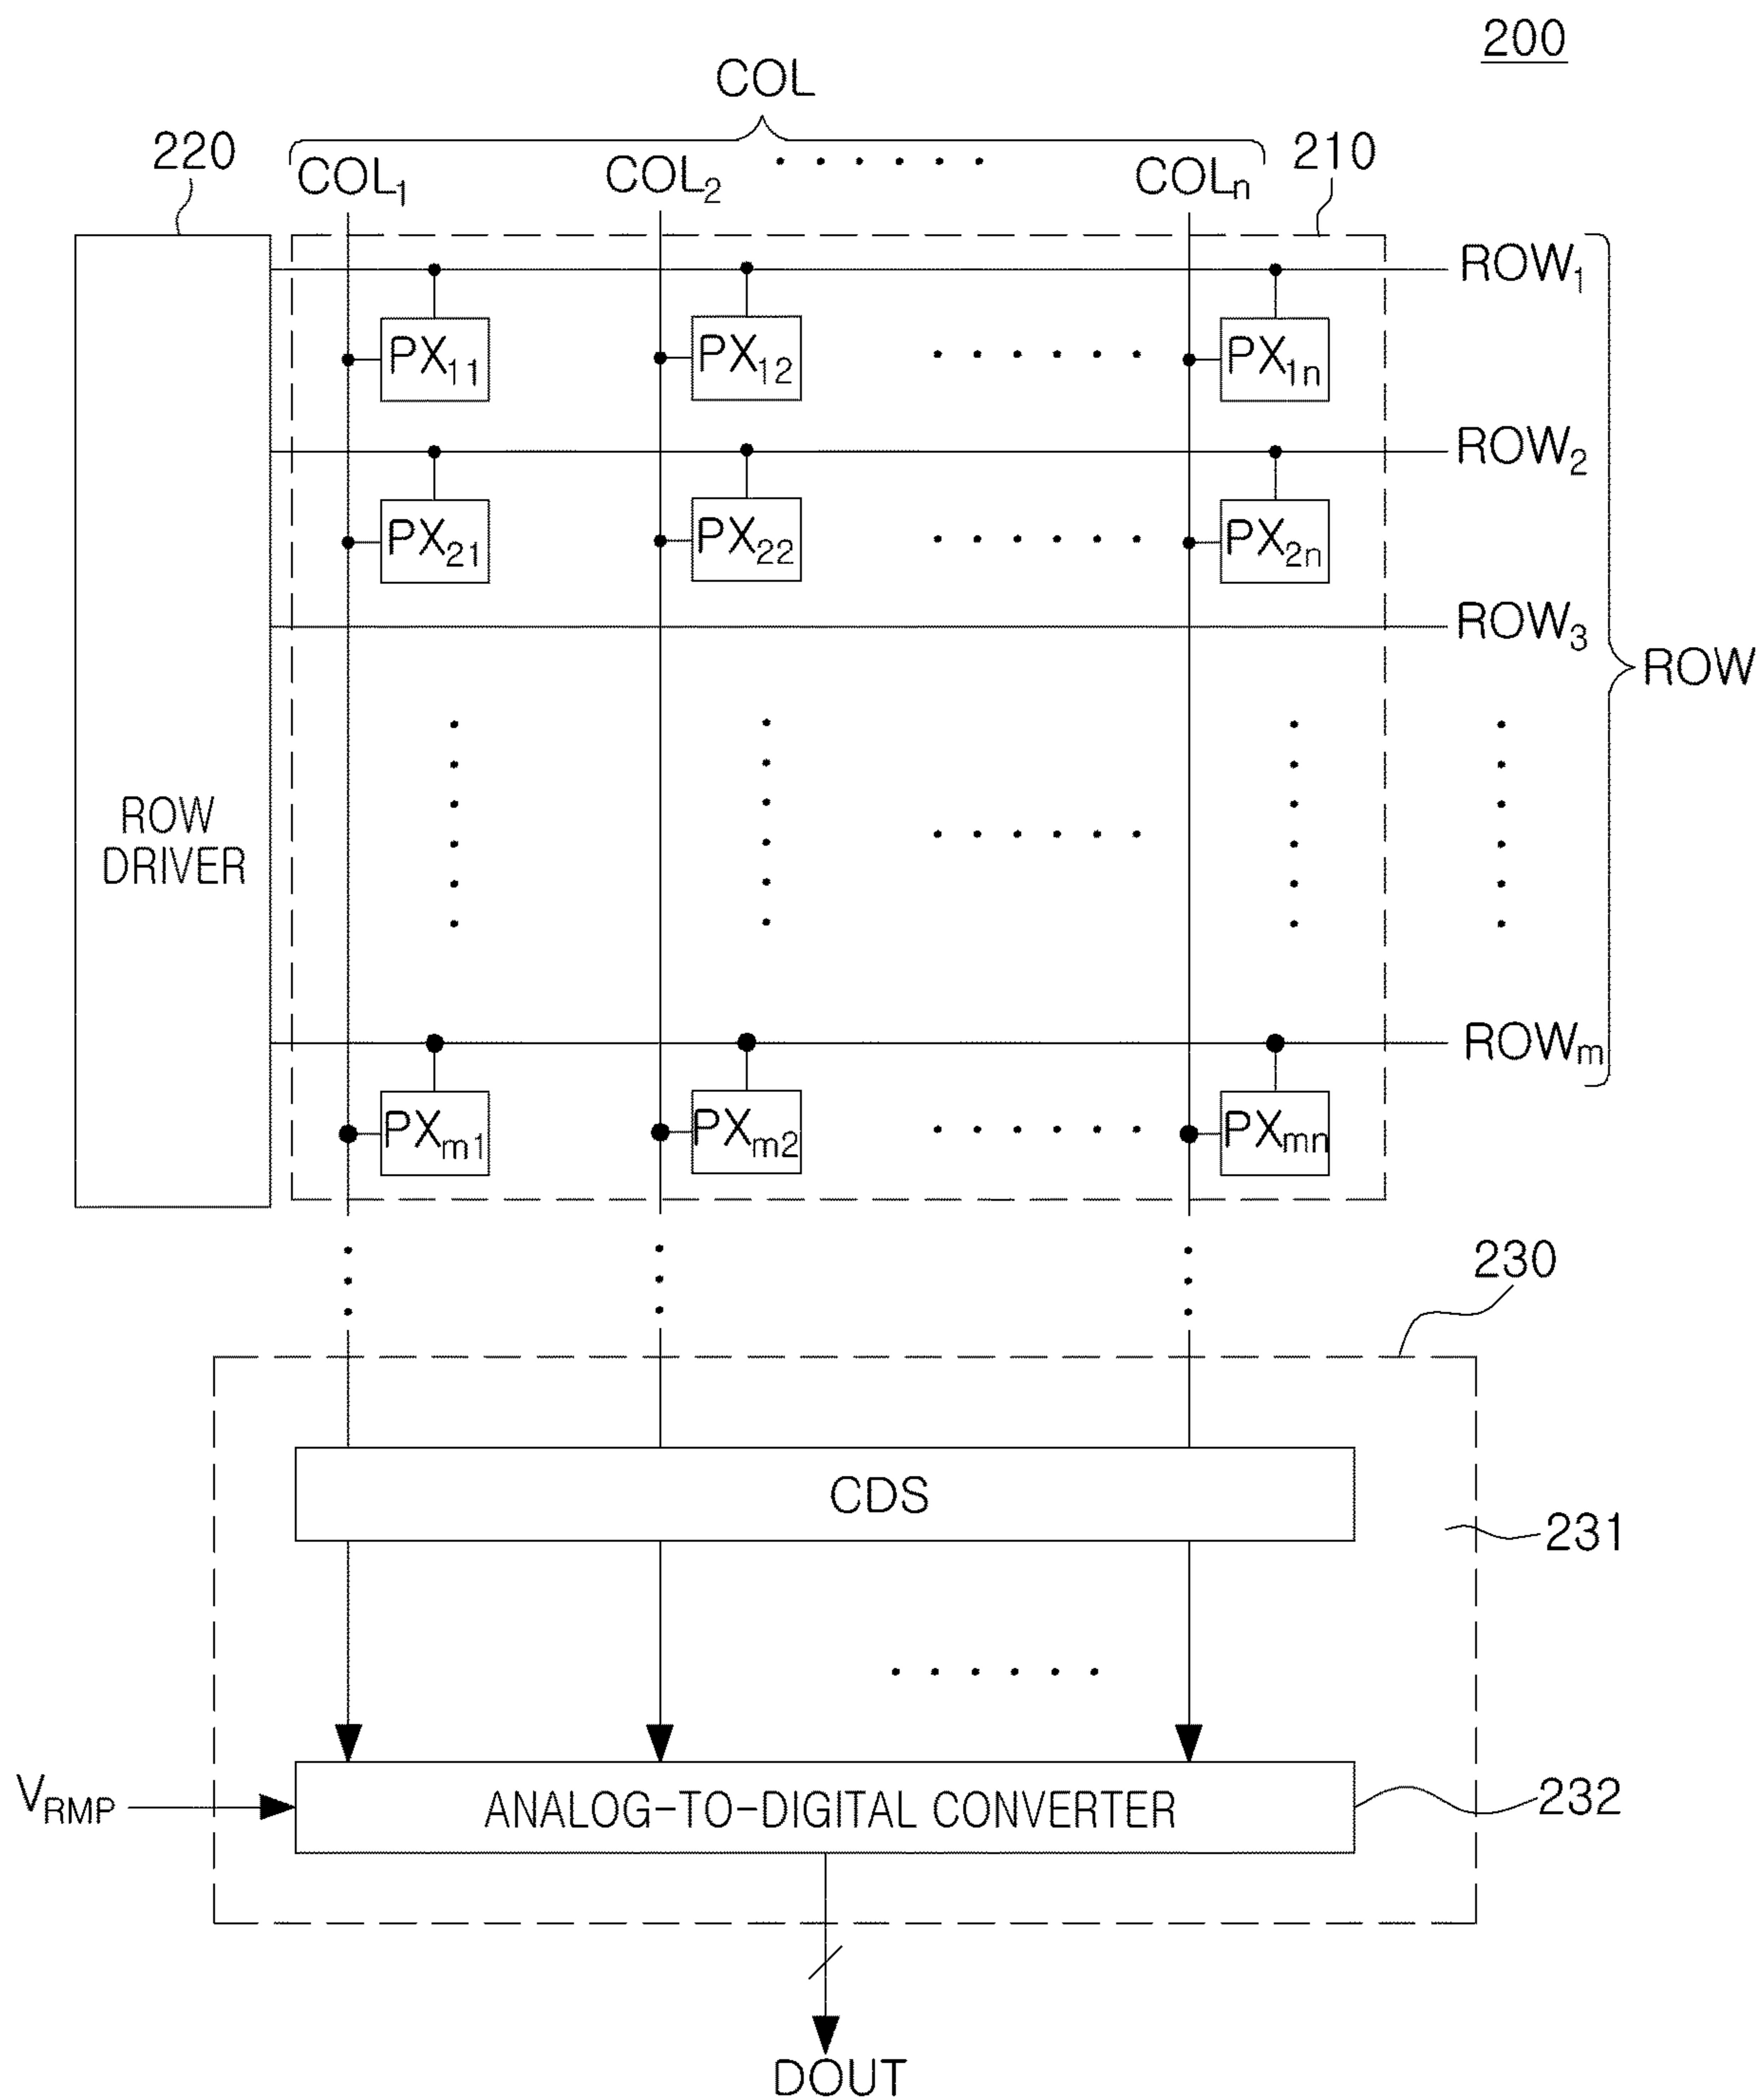 200
COL
220
COL₁ COL₂ COLₙ
210
ROW₁
PX₁₁ PX₁₂ PX₁ₙ
ROW₂
PX₂₁ PX₂₂ PX₂ₙ
ROW₃
ROW
ROW
DRIVER
ROWₘ
PXₘ₁ PXₘ₂ PXₘₙ
230
CDS
231
V_RMP
ANALOG-TO-DIGITAL CONVERTER
232
DOUT